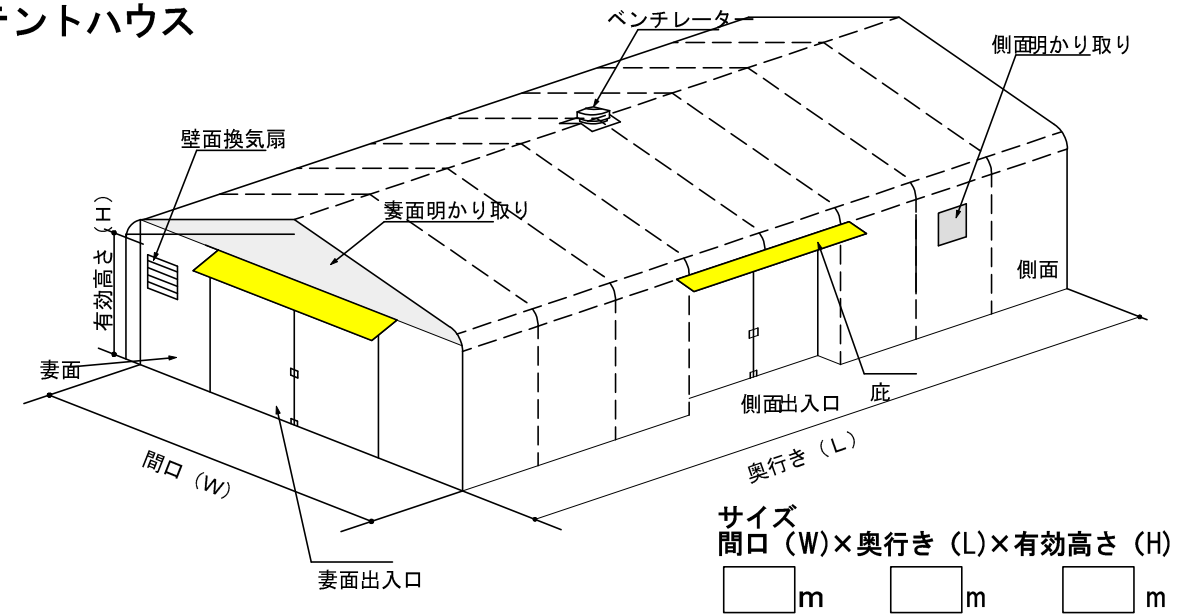 テントハウス
ベンチレーター
側面明かり取り
壁面換気扇
妻面明かり取り
有効高さ（H）
側面
妻面
側面出入口
庇
間口（W）
奥行き（L）
妻面出入口
サイズ
間口（W）×奥行き（L）×有効高さ（H）
m m m